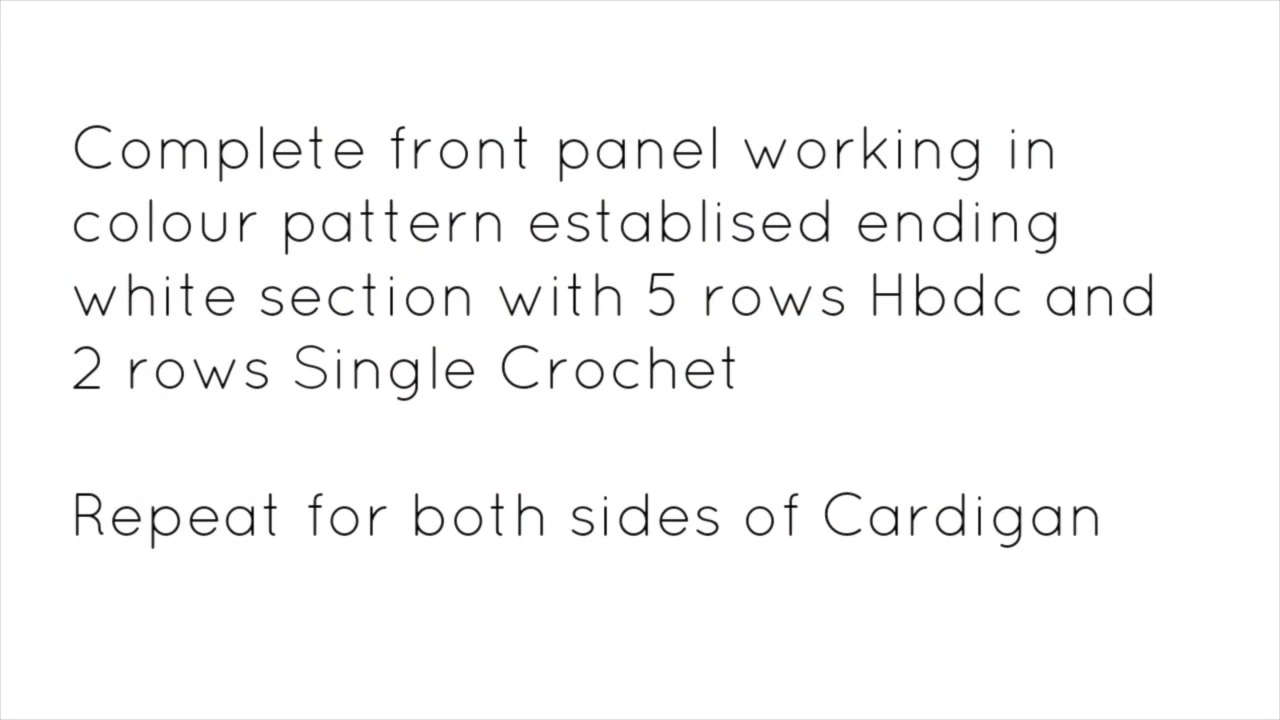 Complete front panel working in
colour pattern establised ending
white section with 5 rows Hbdc and
2 rows Single Crochet
Repeat for both sides of Cardigan